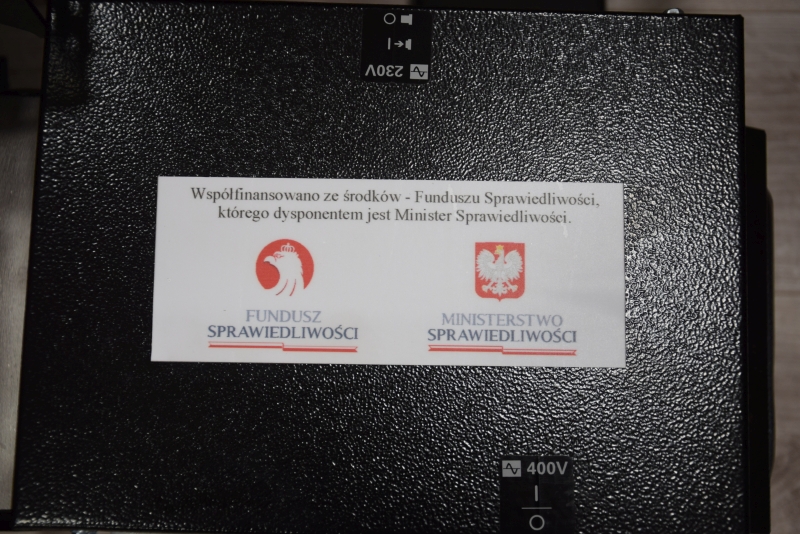 230V
Współfinansowano ze środków - Funduszu Sprawiedliwości,
którego dysponentem jest Minister Sprawiedliwości.
FUNDUSZ
SPRAWIEDLIWOŚCI
MINISTERSTWO
SPRAWIEDLIWOŚCI
400V